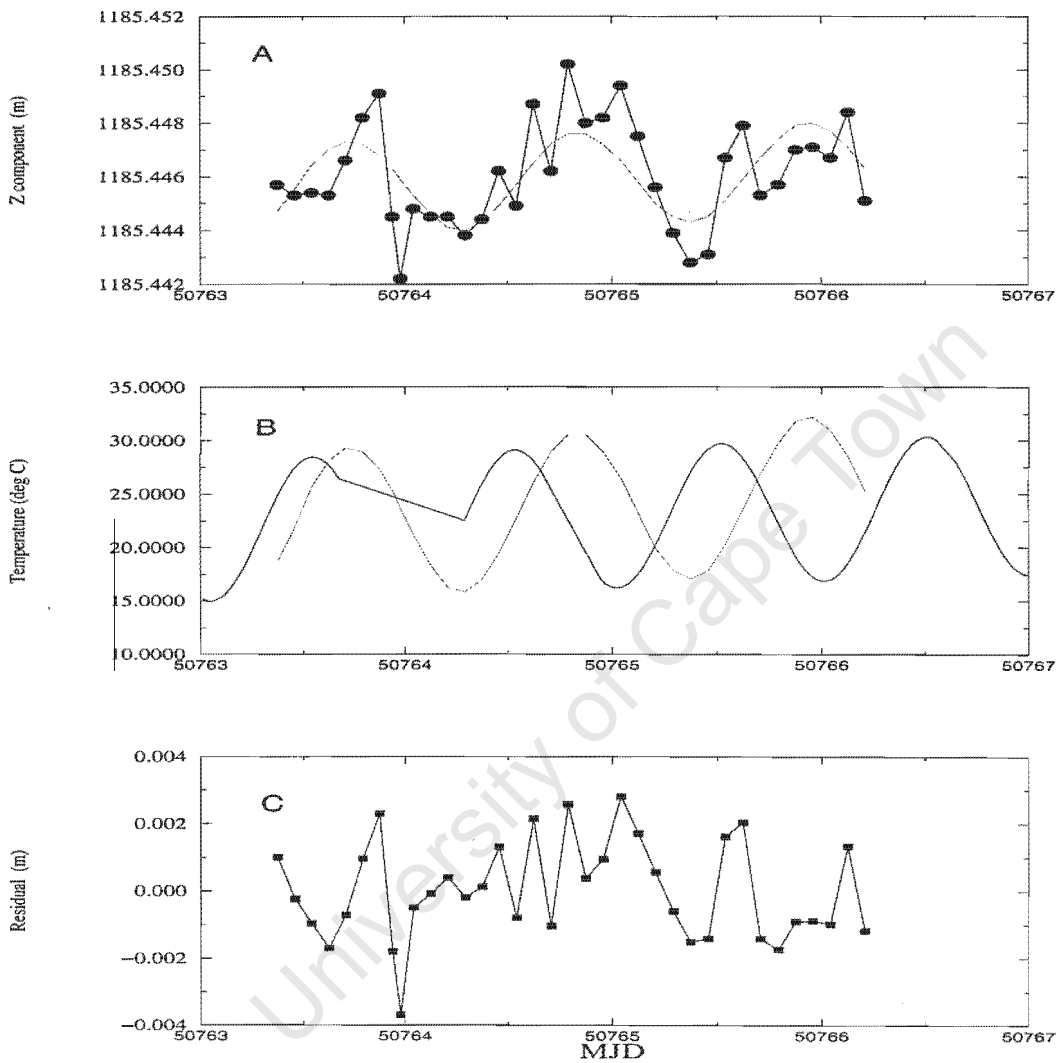 1185.452
1185.450
1185.448
1185.446
1185.444
1185.442
Z component (m)
A
50763 50764 50765 50766 50767
35.0000
30.0000
25.0000
20.0000
15.0000
10.0000
Temperature (deg C)
B
50763 50764 50765 50766 50767
0.004
0.002
0.000
−0.002
−0.004
Residual (m)
C
50763 50764 50765 50766 50767
MJD
University of Cape Town